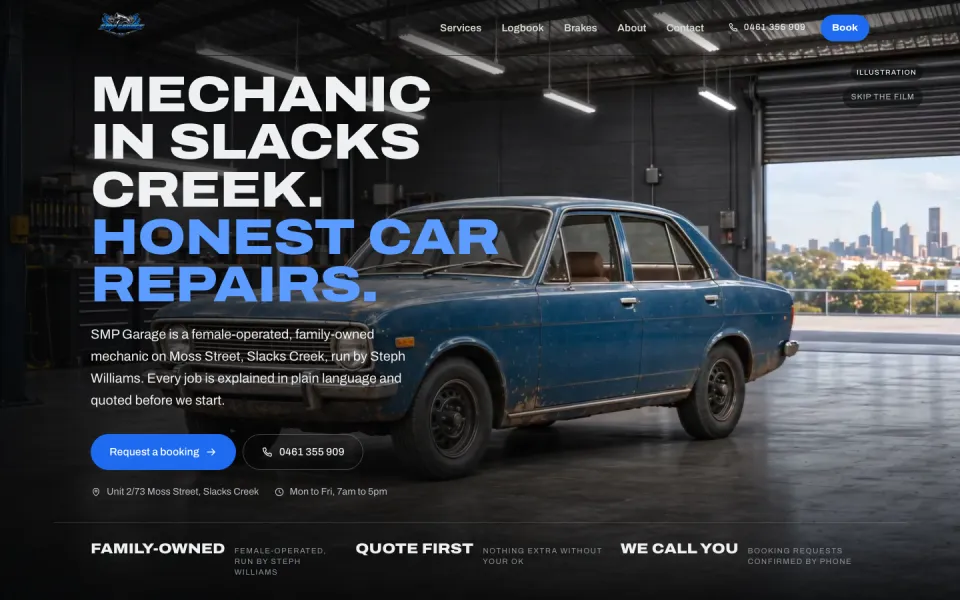 Services Logbook Brakes About Contact 0461 355 909 Book
ILLUSTRATION
SKIP THE FILM
MECHANIC
IN SLACKS
CREEK.
HONEST CAR
REPAIRS.
SMP Garage is a female-operated, family-owned
mechanic on Moss Street, Slacks Creek, run by Steph
Williams. Every job is explained in plain language and
quoted before we start.
Request a booking 0461 355 909
Unit 2/73 Moss Street, Slacks Creek Mon to Fri, 7am to 5pm
FAMILY-OWNED FEMALE-OPERATED, QUOTE FIRST NOTHING EXTRA WITHOUT WE CALL YOU BOOKING REQUESTS
RUN BY STEPH YOUR OK CONFIRMED BY PHONE
WILLIAMS